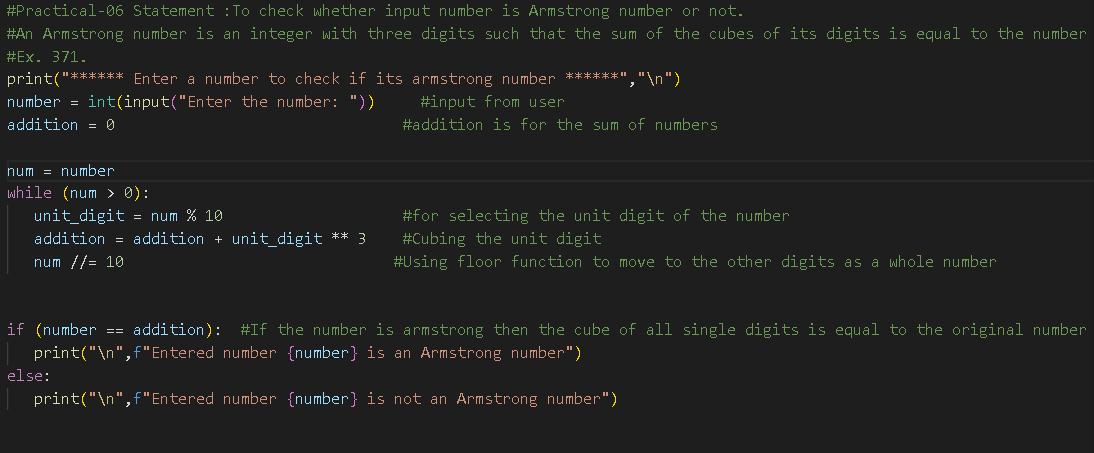 #Practical-06 Statement :To check whether input number is Armstrong number or not.
#An Armstrong number is an integer with three digits such that the sum of the cubes of its digits is equal to the number
#Ex. 371.
print("****** Enter a number to check if its armstrong number ******","\n")
number = int(input("Enter the number: "))     #input from user
addition = 0                                #addition is for the sum of numbers
num = number
while (num > 0):
   unit_digit = num % 10                    #for selecting the unit digit of the number
   addition = addition + unit_digit ** 3    #Cubing the unit digit
   num //= 10                              #Using floor function to move to the other digits as a whole number
if (number == addition):  #If the number is armstrong then the cube of all single digits is equal to the original number
   print("\n",f"Entered number {number} is an Armstrong number")
else:
   print("\n",f"Entered number {number} is not an Armstrong number")